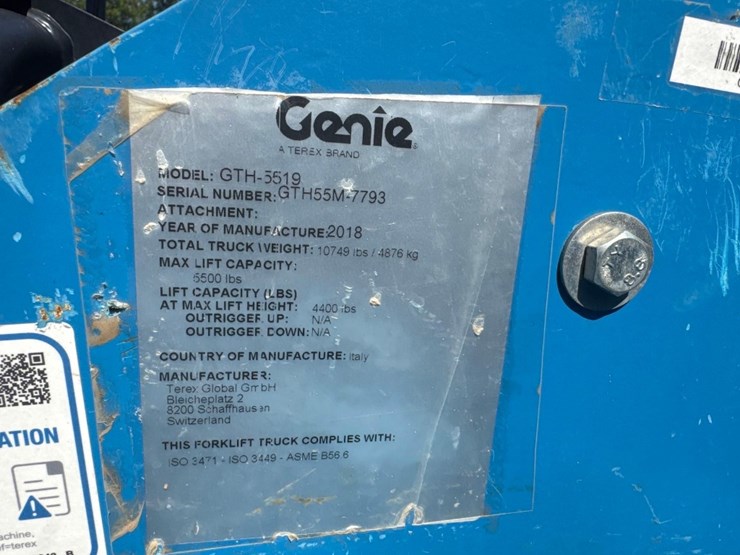 Genie
A TEREX BRAND
MODEL: GTH-5519
SERIAL NUMBER: GTH55M-7793
ATTACHMENT:
YEAR OF MANUFACTURE: 2018
TOTAL TRUCK WEIGHT: 10749 lbs / 4876 kg
MAX LIFT CAPACITY:
5500 lbs
LIFT CAPACITY (LBS)
AT MAX LIFT HEIGHT: 4400 lbs
OUTRIGGER UP: N/A
OUTRIGGER DOWN: N/A
COUNTRY OF MANUFACTURE: Italy
MANUFACTURER:
Terex Global GmbH
Bleicheplatz 2
8200 Schaffhausen
Switzerland
THIS FORKLIFT TRUCK COMPLIES WITH:
ISO 3471 - ISO 3449 - ASME B56.6
ATION
achine,
f=terex